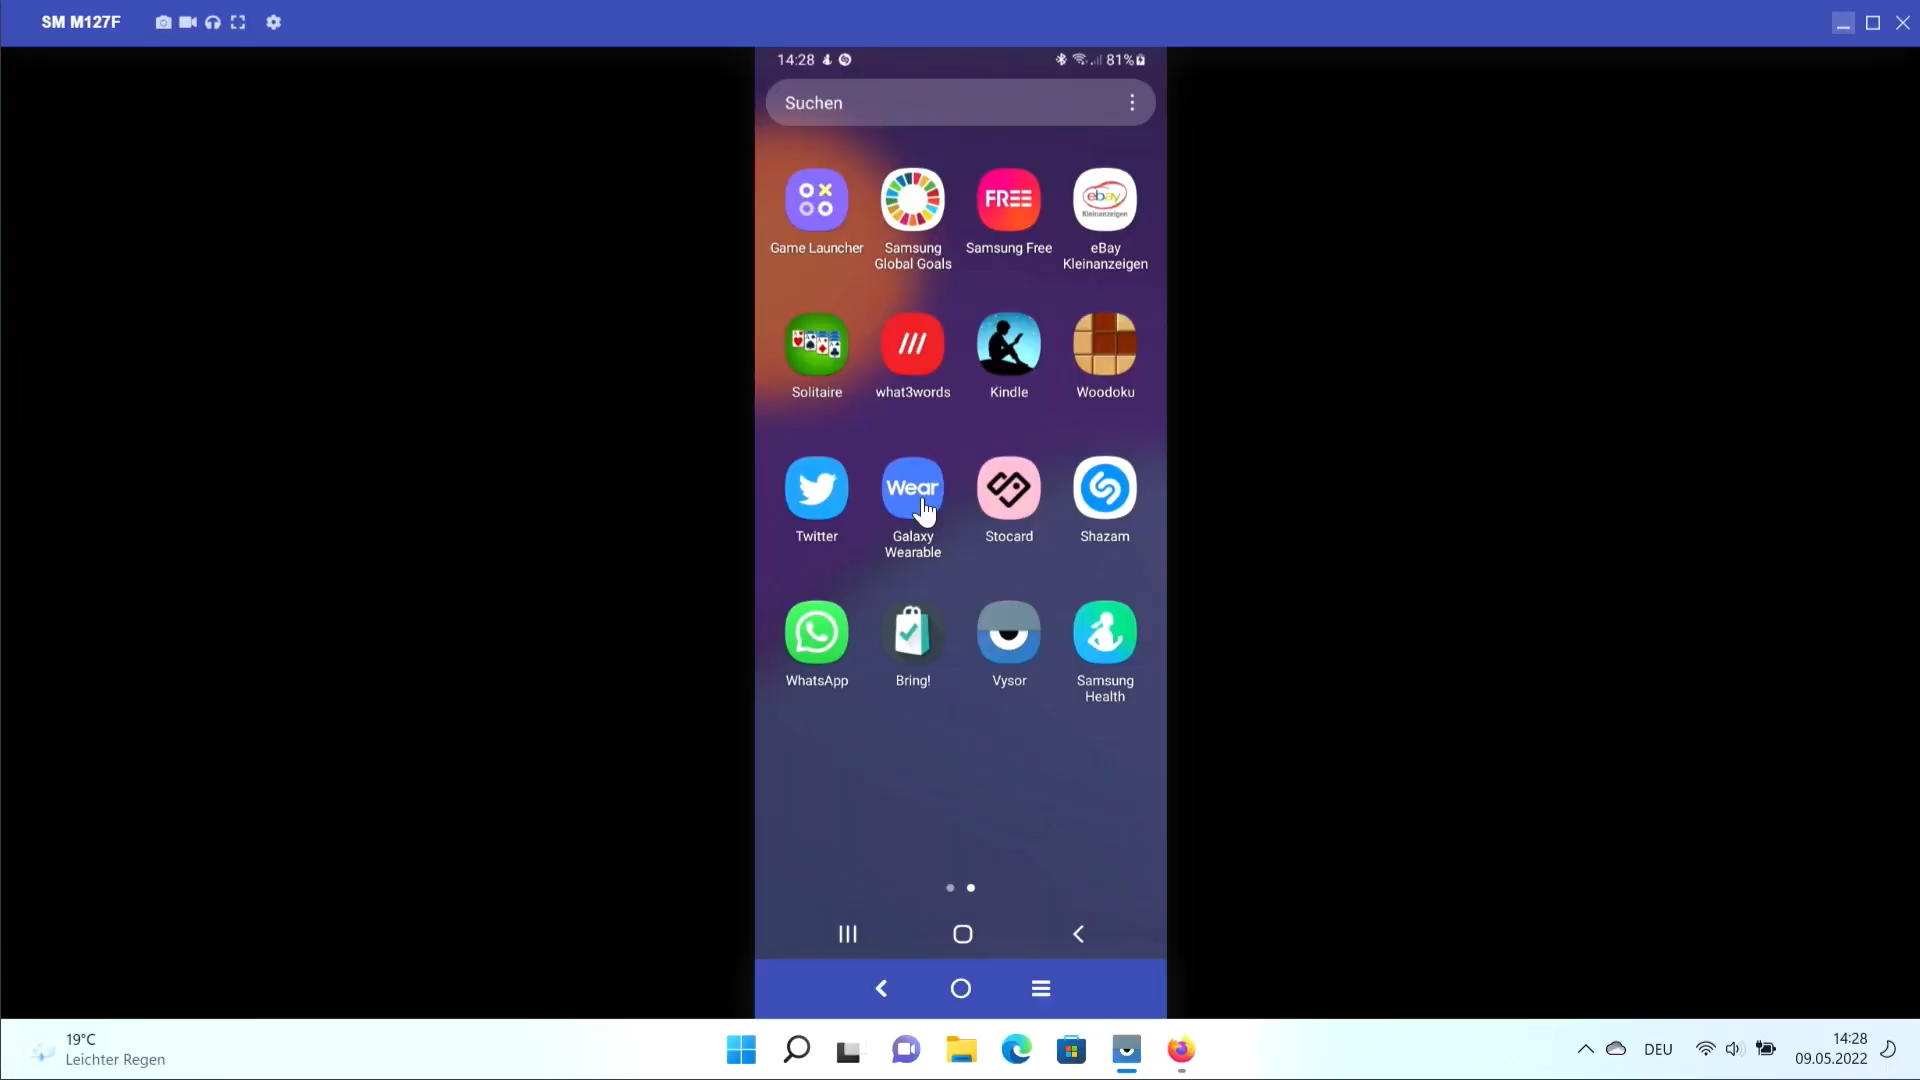 SM M127F
14:28
81%
Suchen
FREE
ebay
Kleinanzeigen
Game Launcher
Samsung
Global Goals
Samsung Free
eBay
Kleinanzeigen
Solitaire
what3words
Kindle
Woodoku
Wear
Twitter
Galaxy
Wearable
Stocard
Shazam
WhatsApp
Bring!
Vysor
Samsung
Health
19°C
Leichter Regen
DEU
14:28
09.05.2022